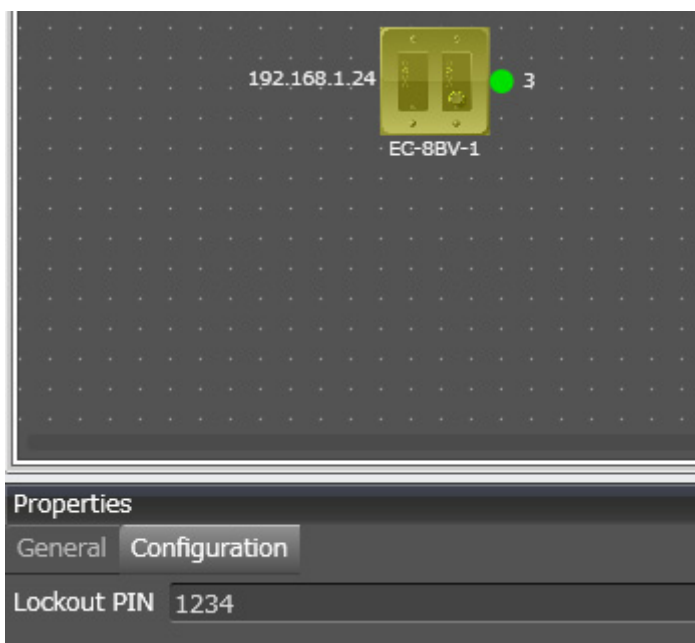 192.168.1.24
3
EC-8BV-1
Properties
General Configuration
Lockout PIN 1234